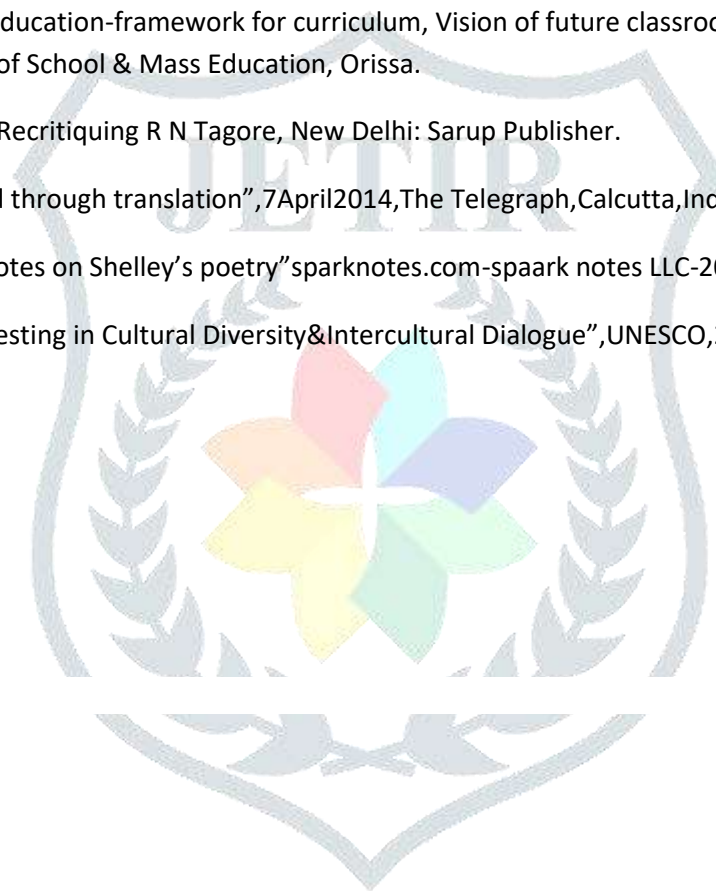 ducation-framework for curriculum, Vision of future classroo
of School & Mass Education, Orissa.
Recritiquing R N Tagore, New Delhi: Sarup Publisher.
through translation”,7April2014,The Telegraph,Calcutta,Ind
otes on Shelley’s poetry”sparknotes.com-spaark notes LLC-20
esting in Cultural Diversity&Intercultural Dialogue”,UNESCO,
JETIR